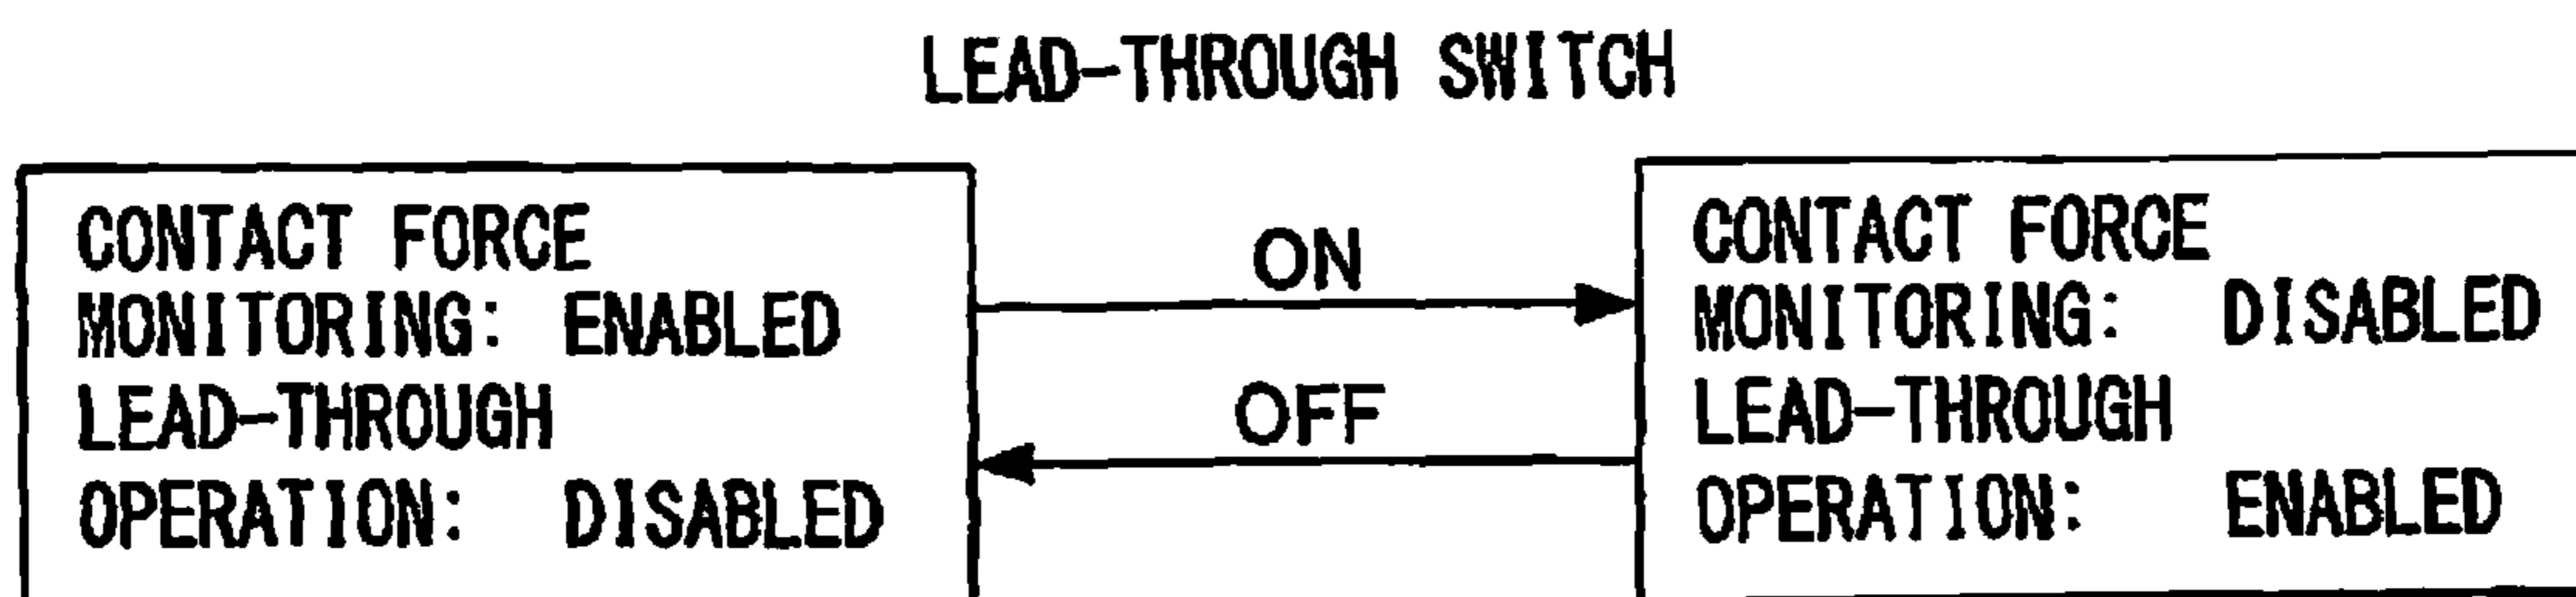 LEAD-THROUGH SWITCH
CONTACT FORCE
MONITORING: ENABLED
LEAD-THROUGH
OPERATION: DISABLED
ON
OFF
CONTACT FORCE
MONITORING: DISABLED
LEAD-THROUGH
OPERATION: ENABLED